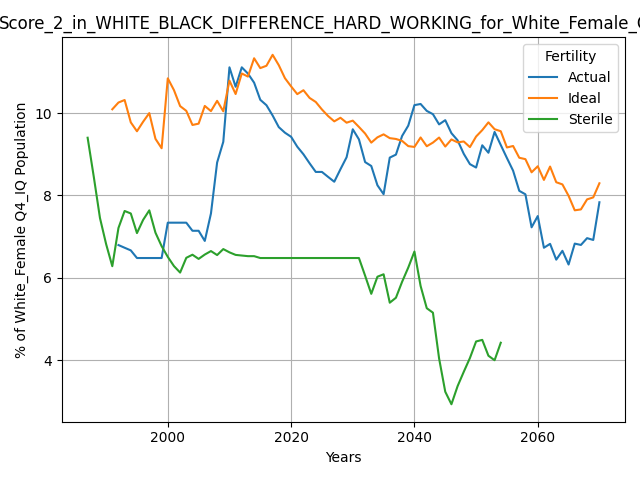 Score_2_in_WHITE_BLACK_DIFFERENCE_HARD_WORKING_for_White_Female_
% of White_Female Q4_IQ Population
10
8
6
4
Fertility
Actual
Ideal
Sterile
2000 2020 2040 2060
Years